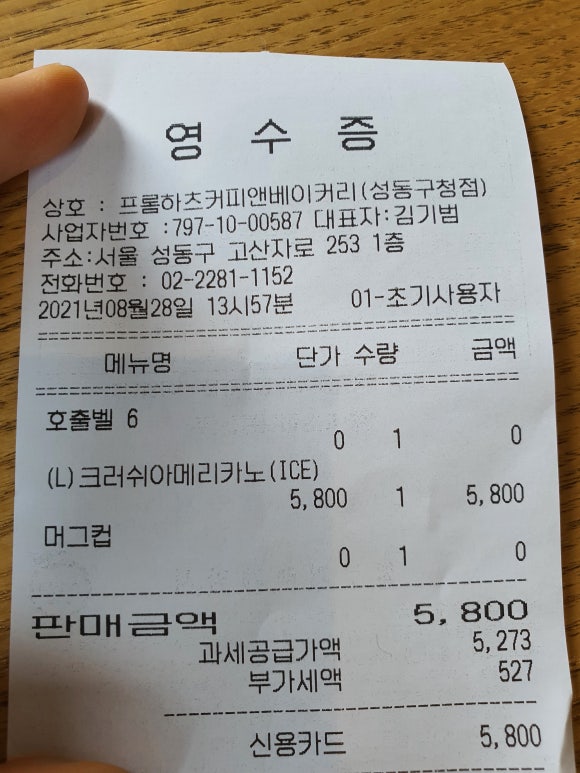 영 수 증
상호 : 프롬하츠커피앤베이커리(성동구청점)
사업자번호 :797-10-00587 대표자:김기범
주소:서울 성동구 고산자로 253 1층
전화번호 : 02-2281-1152
2021년08월28일 13시57분 01-초기사용자
메뉴명 단가 수량 금액
호출벨 6
0 1 0
(L)크러쉬아메리카노(ICE)
5,800 1 5,800
머그컵
0 1 0
판매금액 5,800
과세공급가액 5,273
부가세액 527
신용카드 5,800